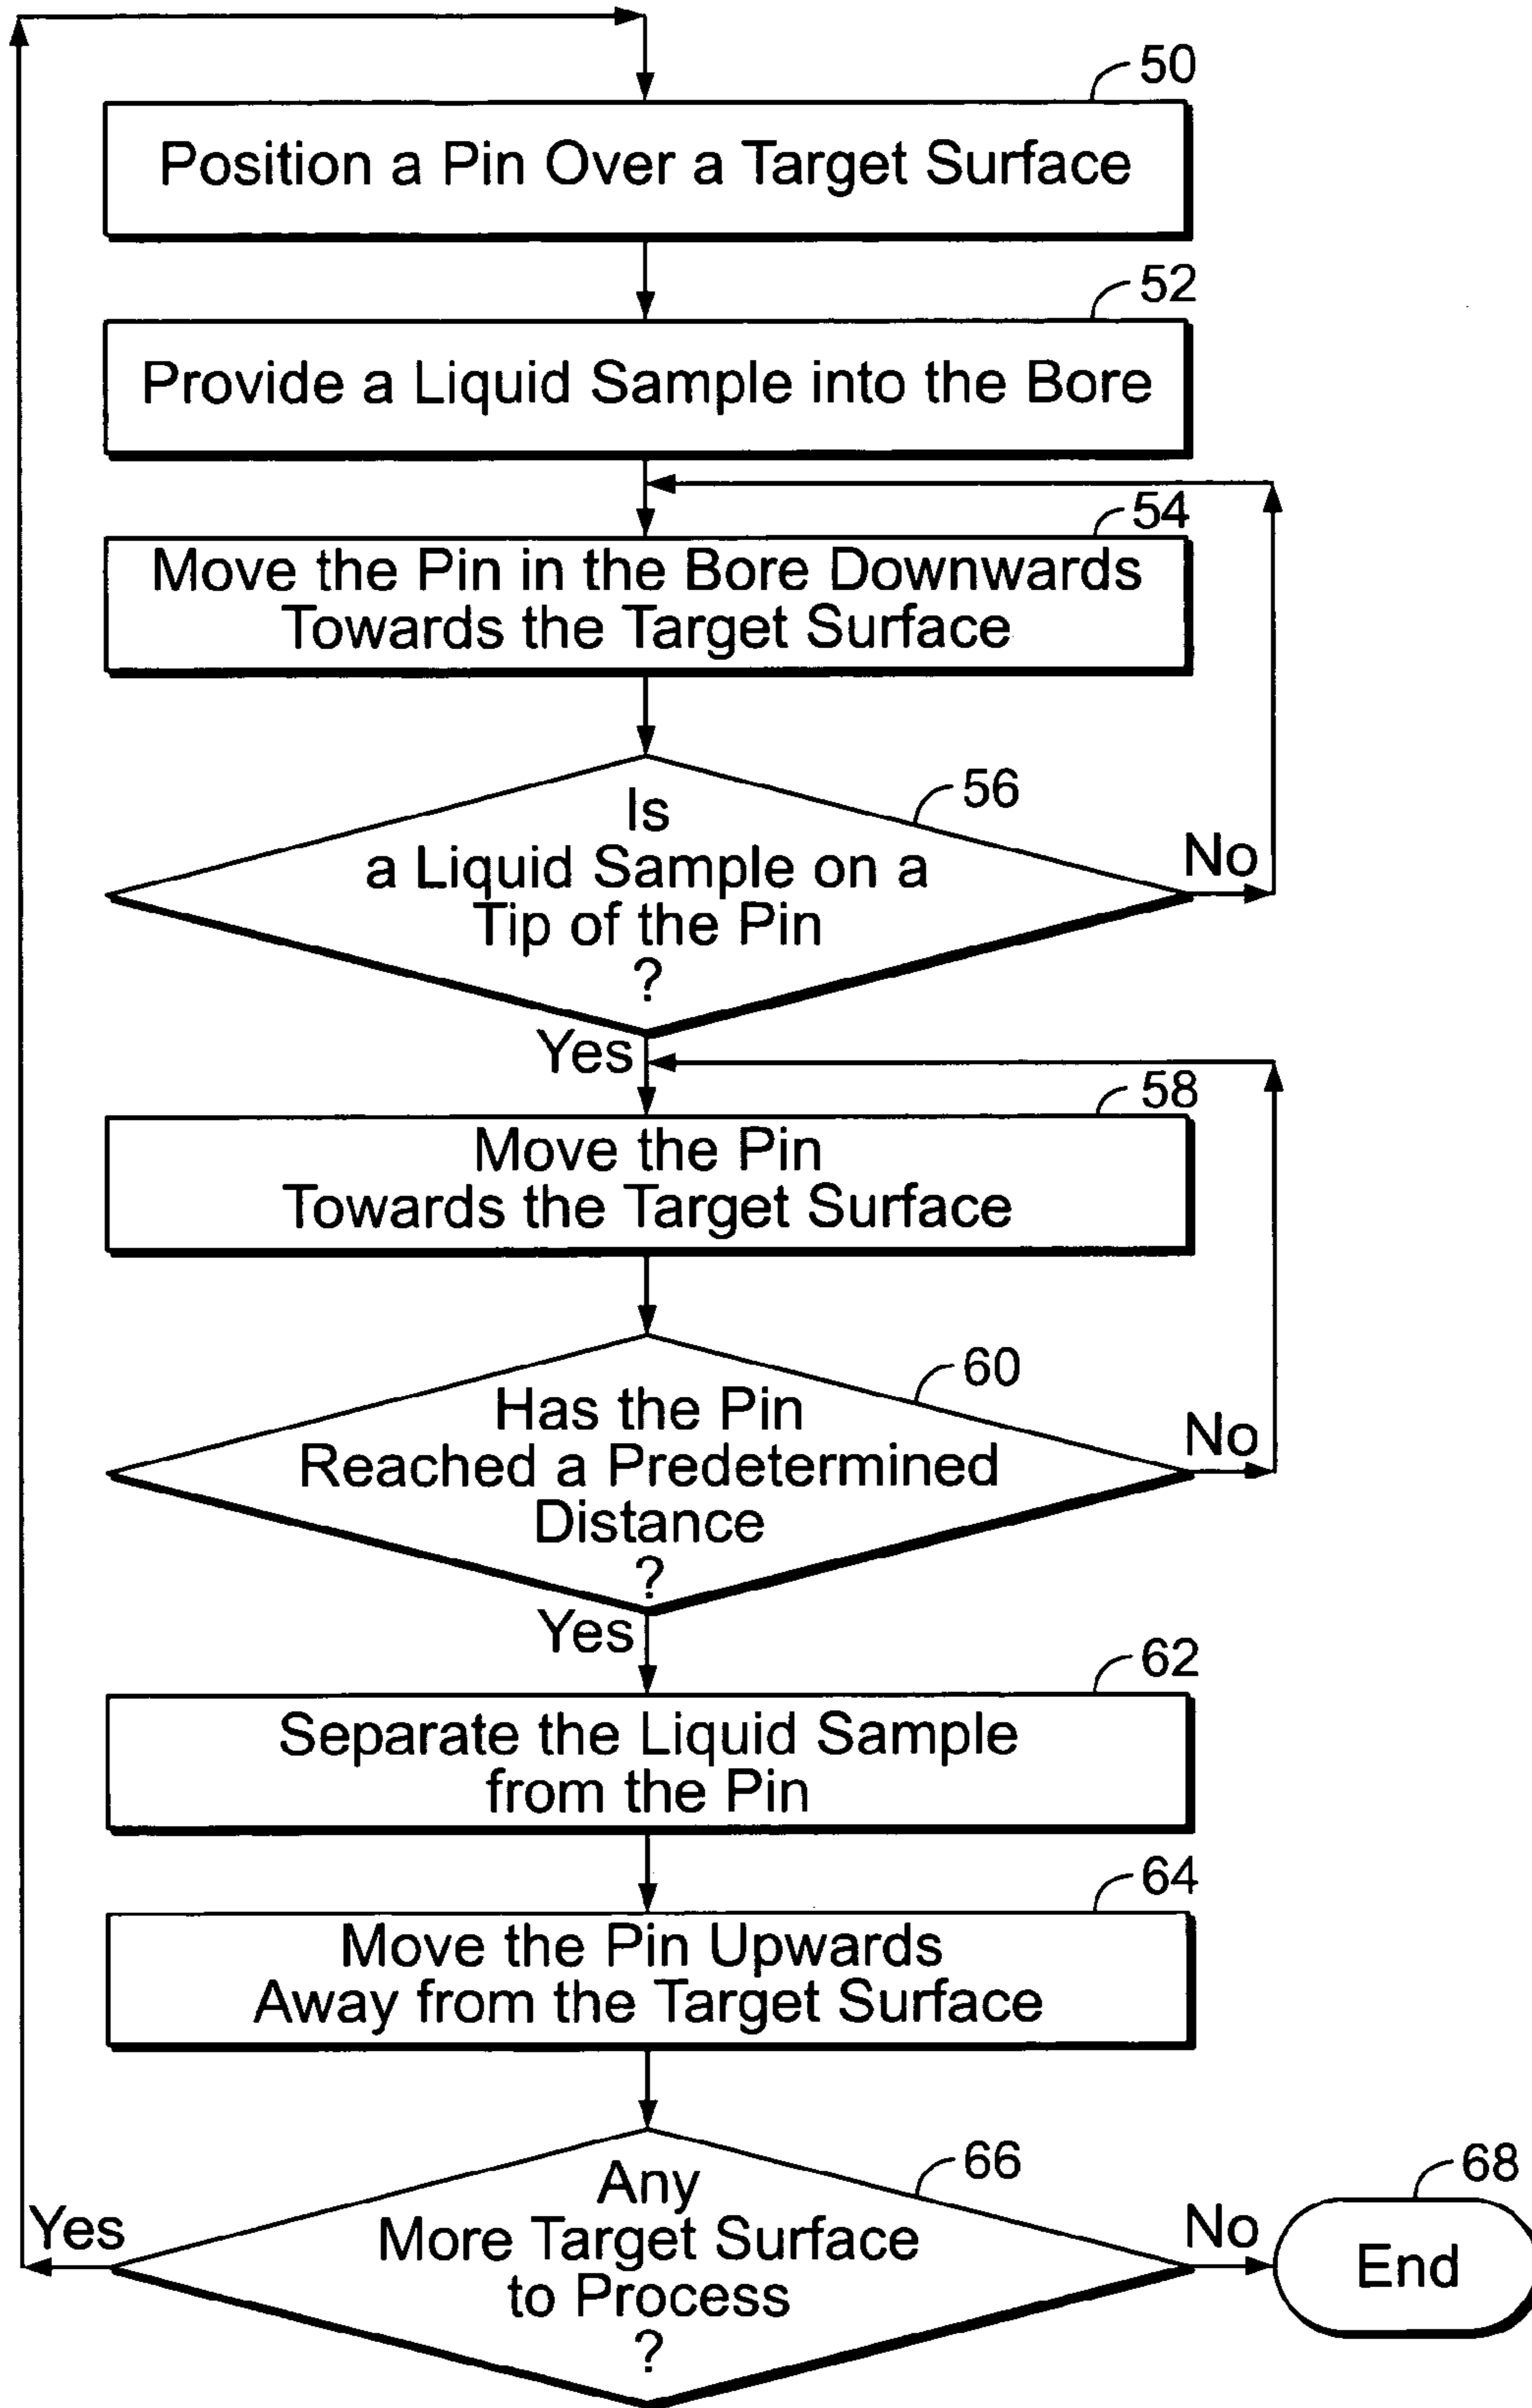 50
Position a Pin Over a Target Surface
52
Provide a Liquid Sample into the Bore
54
Move the Pin in the Bore Downwards
Towards the Target Surface
56
Is
a Liquid Sample on a
Tip of the Pin
?
No
Yes
58
Move the Pin
Towards the Target Surface
60
Has the Pin
Reached a Predetermined
Distance
?
No
Yes
62
Separate the Liquid Sample
from the Pin
64
Move the Pin Upwards
Away from the Target Surface
66
Any
More Target Surface
to Process
?
Yes
No
68
End